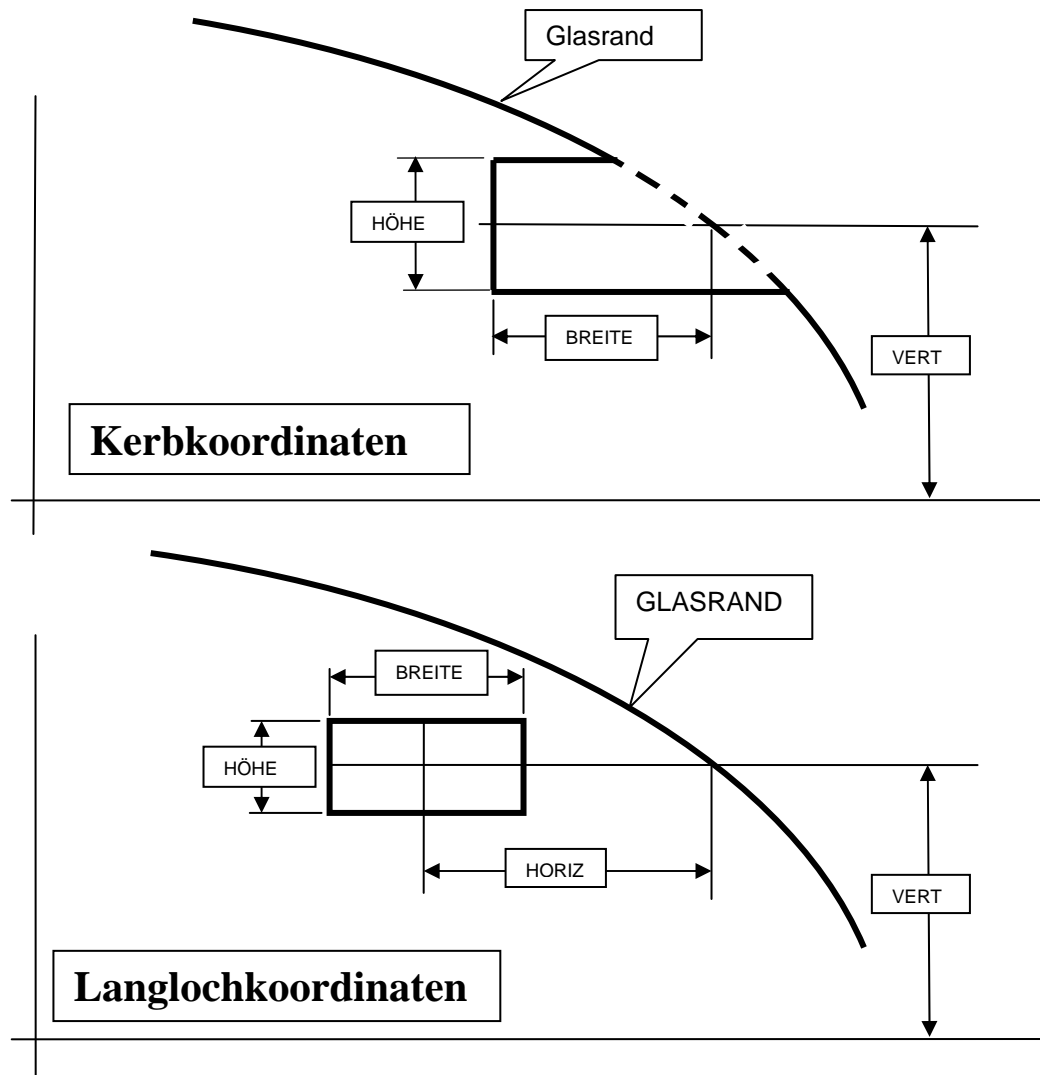 Glasrand
HÖHE
BREITE
VERT
Kerbkoordinaten
GLASRAND
BREITE
HÖHE
HORIZ
VERT
Langlochkoordinaten